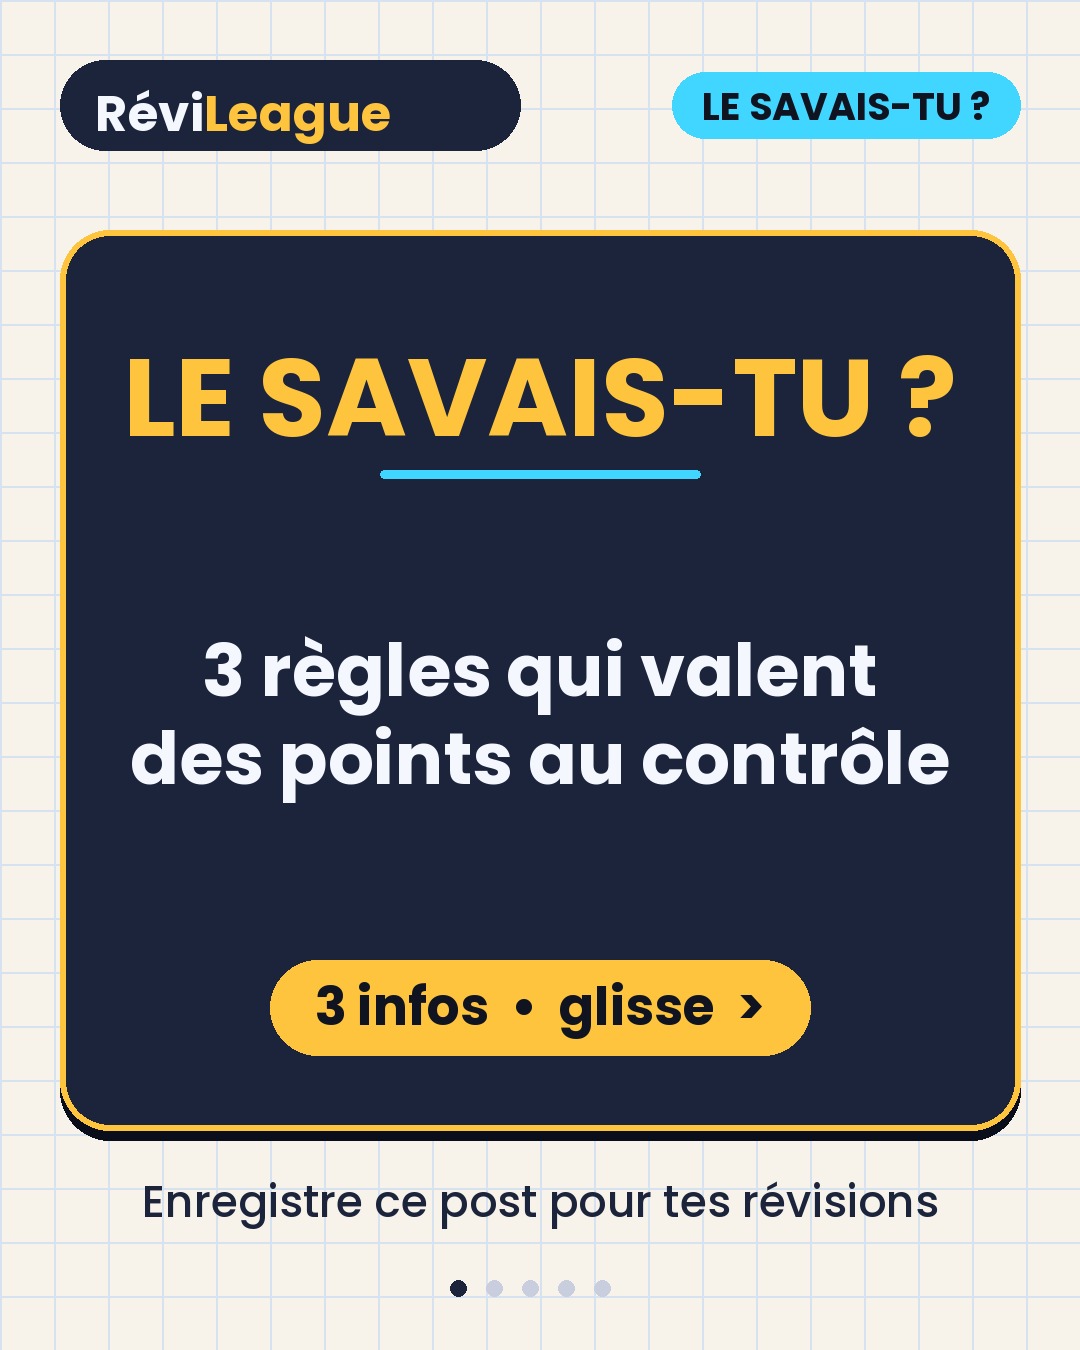 RéviLeague
LE SAVAIS-TU ?
LE SAVAIS-TU ?
3 règles qui valent
des points au contrôle
3 infos • glisse >
Enregistre ce post pour tes révisions